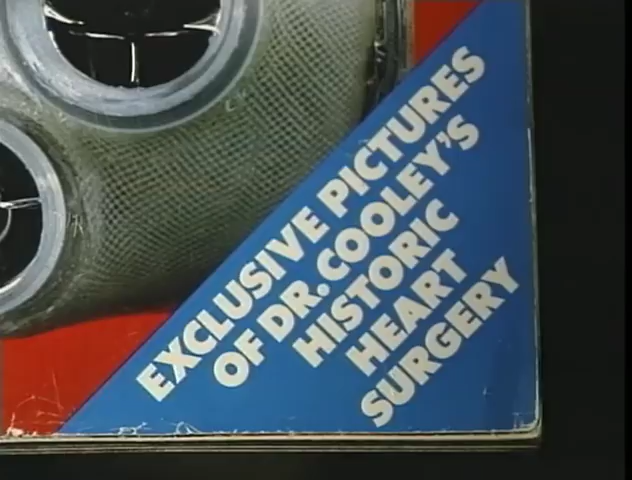 EXCLUSIVE PICTURES
OF DR. COOLEY'S
HISTORIC
HEART
SURGERY